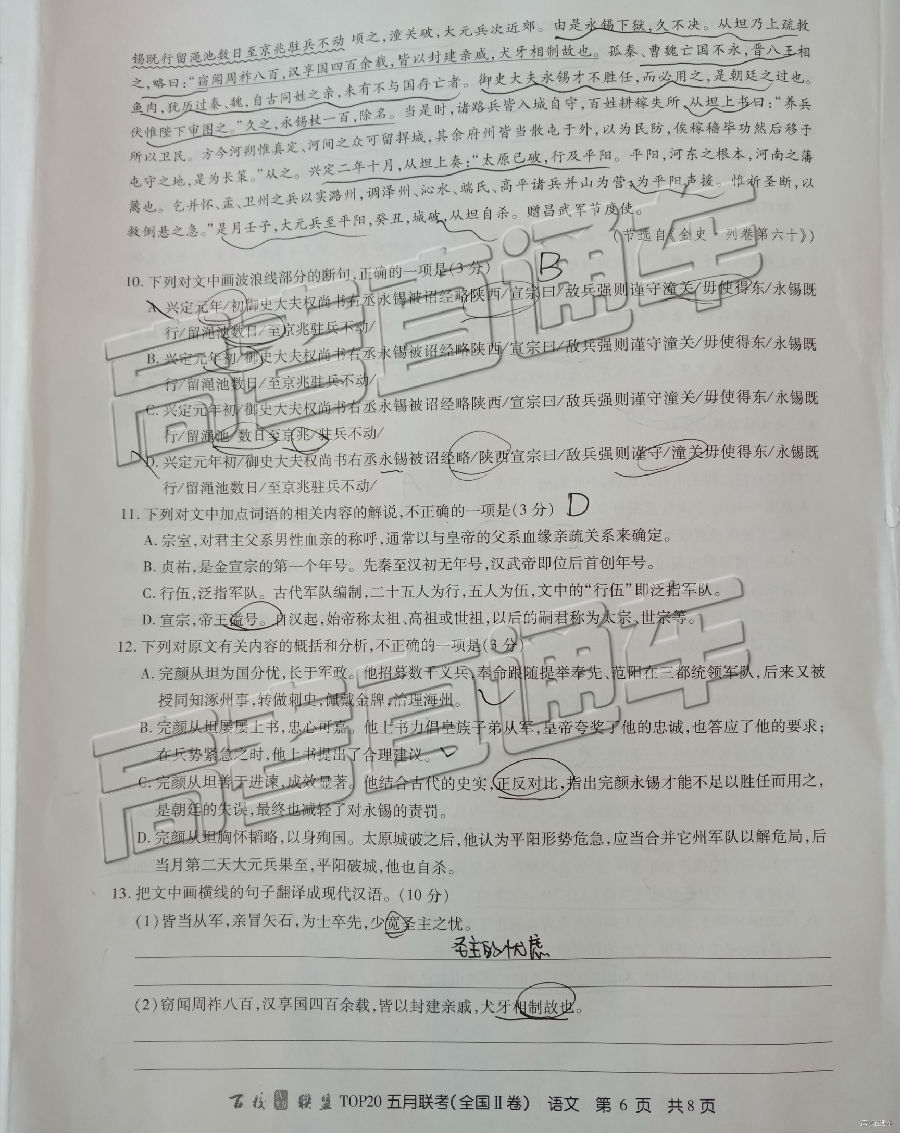 锡既行留渑池数日至京兆驻兵不动 顷之,潼关破,大元兵次近郊。由是永锡下狱,久不决。从坦乃上疏救
之,略曰:“窃闻周祚八百,汉享国四百余载,皆以封建亲戚,犬牙相制故也。孤秦、曹魏亡国不永,晋八王相
鱼肉,犹历过秦、魏,自古同姓之亲,未有不与国存亡者。御史大夫永锡才不胜任,而必用之,是朝廷之过也。
伏惟陛下审图之。”久之,永锡杖一百,除名。当是时,诸路兵皆入城自守,百姓耕稼失所,从坦上书曰:“养兵
所以卫民。方今河朔惟真定、河间之众可留捍城,其余府州皆当散屯于外,以为民防,俟稼穑毕功然后移于
屯守之地,是为长策。”从之。兴定二年十月,从坦上奏:“太原已破,行及平阳。平阳,河东之根本,河南之藩
篱也。乞并怀、孟、卫州之兵以实潞州,调泽州、沁水、端氏、高平诸兵并山为营,为平阳声援。惟祈圣断,以
救倒悬之急。”是月壬子,大元兵至平阳,癸丑,城破,从坦自杀。赠昌武军节度使。
(节选自《金史·列卷第六十》)
10. 下列对文中画波浪线部分的断句,正确的一项是(3 分) B
A. 兴定元年/初御史大夫权尚书右丞永锡被诏经略陕西/宣宗曰/敌兵强则谨守潼关/毋使得东/永锡既
行/留渑池数日/至京兆驻兵不动/
B. 兴定元年初/御史大夫权尚书右丞永锡被诏经略陕西/宣宗曰/敌兵强则谨守潼关/毋使得东/永锡既
行/留渑池数日/至京兆驻兵不动/
C. 兴定元年初/御史大夫权尚书右丞永锡被诏经略陕西/宣宗曰/敌兵强则谨守潼关/毋使得东/永锡既
行/留渑池/数日至京兆/驻兵不动/
D. 兴定元年初/御史大夫权尚书右丞永锡被诏经略/陕西宣宗曰/敌兵强则谨守/潼关毋使得东/永锡既
行/留渑池数日/至京兆驻兵不动/
11. 下列对文中加点词语的相关内容的解说,不正确的一项是(3 分) D
A. 宗室,对君主父系男性血亲的称呼,通常以与皇帝的父系血缘亲疏关系来确定。
B. 贞祐,是金宣宗的第一个年号。先秦至汉初无年号,汉武帝即位后首创年号。
C. 行伍,泛指军队。古代军队编制,二十五人为行,五人为伍,文中的“行伍”即泛指军队。
D. 宣宗,帝王谥号。自汉起,始帝称太祖、高祖或世祖,以后的嗣君称为太宗、世宗等。
12. 下列对原文有关内容的概括和分析,不正确的一项是(3 分)
A. 完颜从坦为国分忧,长于军政。他招募数千义兵,奉命跟随提举奉先、范阳在三都统领军队,后来又被
授同知涿州事,转做刺史,佩戴金牌,治理海州。
B. 完颜从坦屡屡上书,忠心可嘉。他上书力倡皇族子弟从军,皇帝夸奖了他的忠诚,也答应了他的要求;
在兵势紧急之时,他上书提出了合理建议。
C. 完颜从坦善于进谏,成效显著。他结合古代的史实,正反对比,指出完颜永锡才能不足以胜任而用之,
是朝廷的失误,最终也减轻了对永锡的责罚。
D. 完颜从坦胸怀韬略,以身殉国。太原城破之后,他认为平阳形势危急,应当合并它州军队以解危局,后
当月第二天大元兵果至,平阳破城,他也自杀。
13. 把文中画横线的句子翻译成现代汉语。(10 分)
(1) 皆当从军,亲冒矢石,为士卒先,少宽圣主之忧。
圣主的忧虑
(2) 窃闻周祚八百,汉享国四百余载,皆以封建亲戚,犬牙相制故也。
百校联盟 TOP20 五月联考(全国Ⅱ卷) 语文 第 6 页 共 8 页
高考直通车
高考直通车